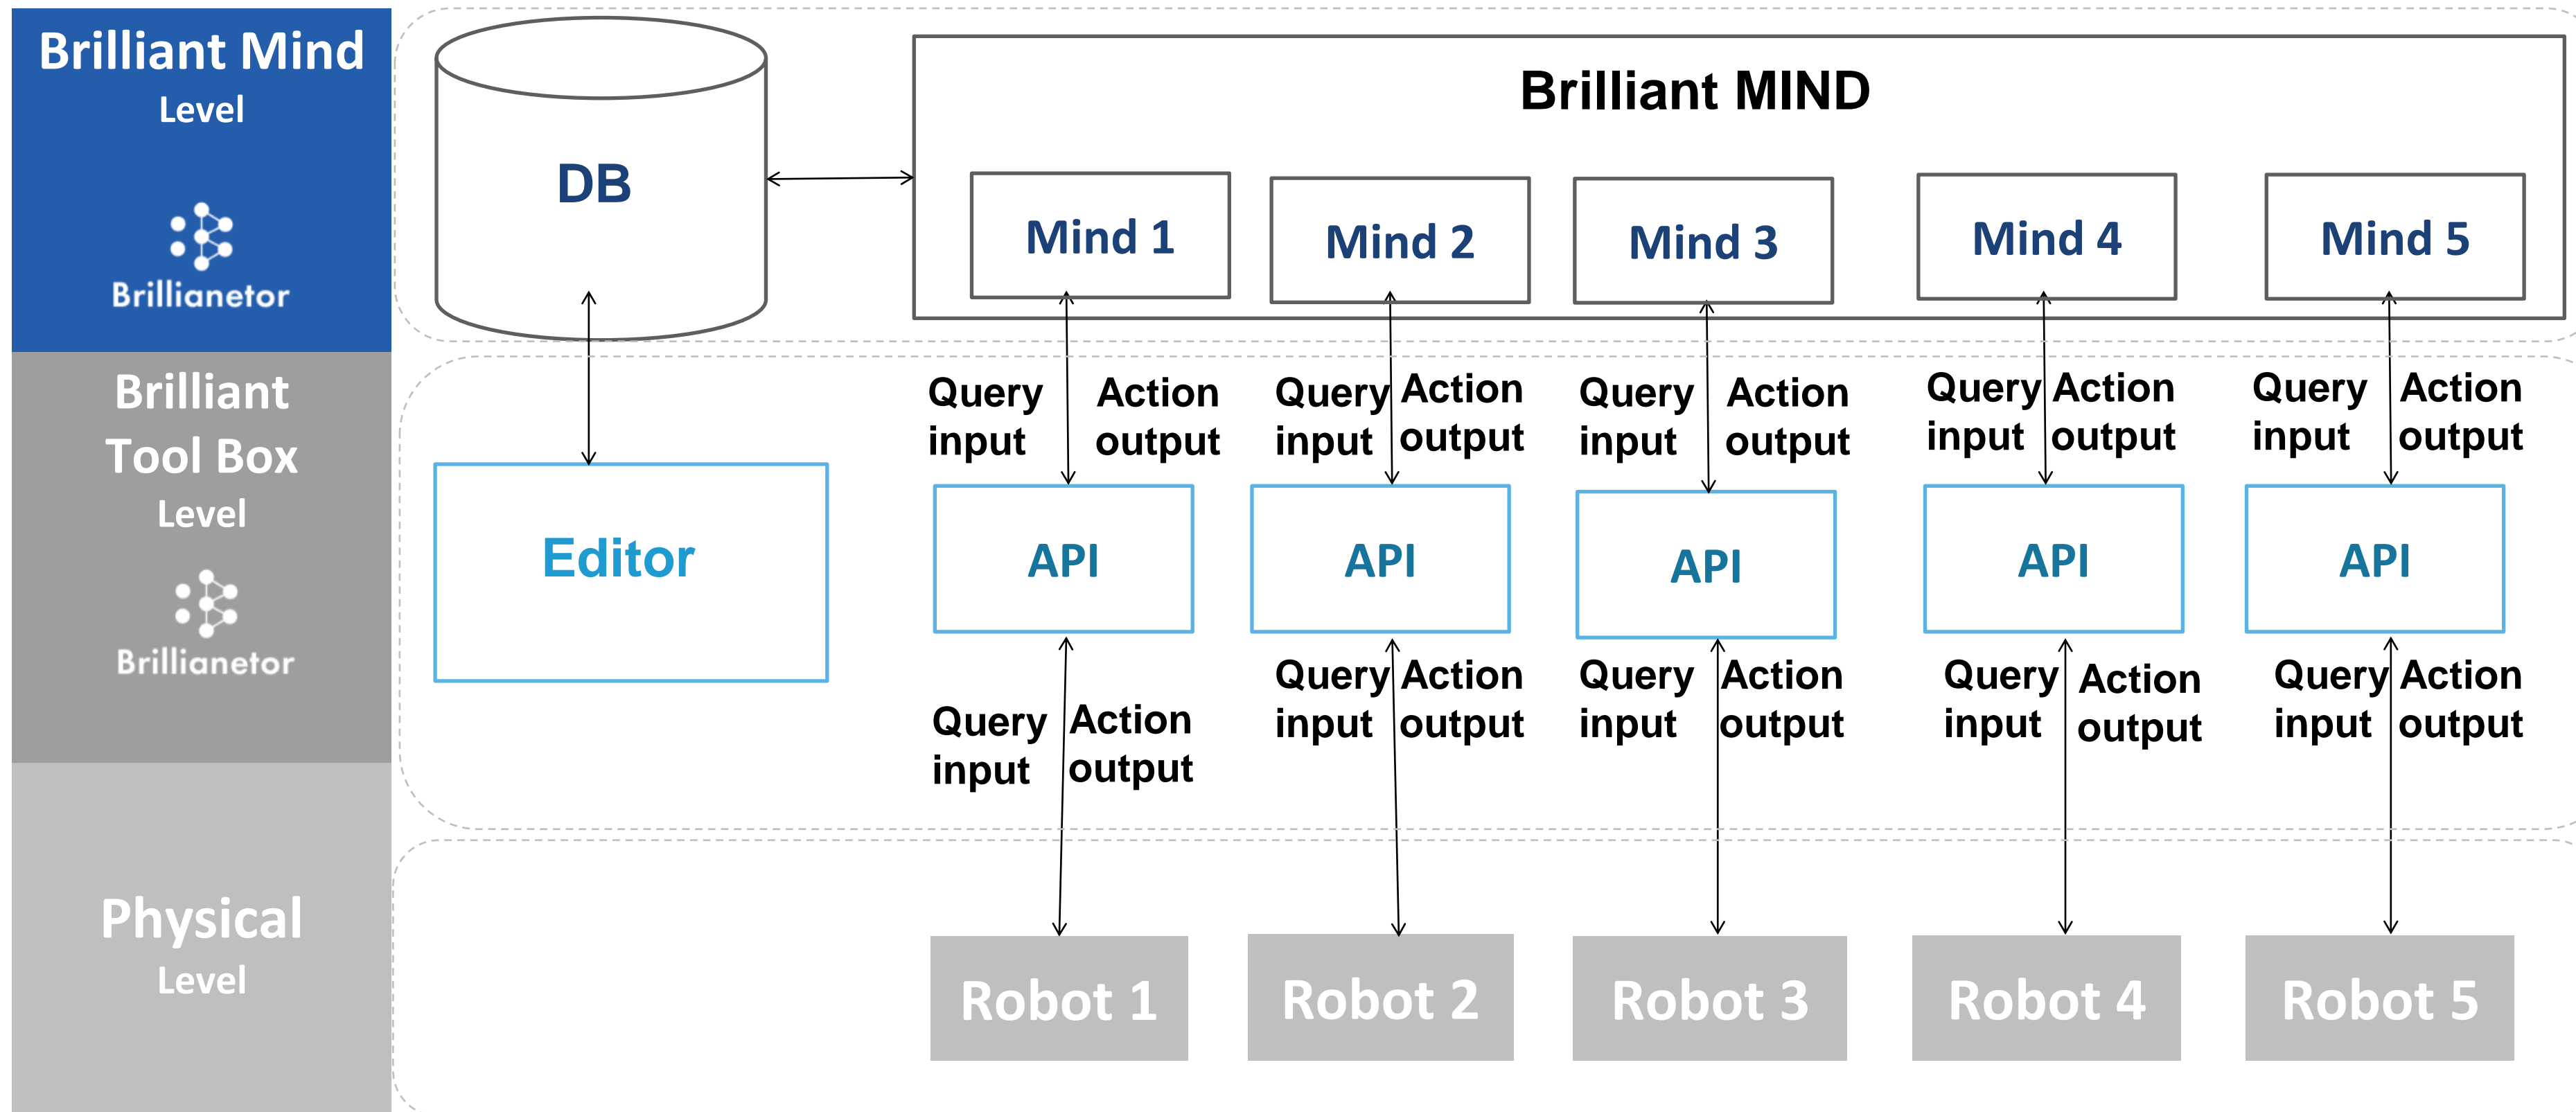 Brilliant Mind
Level
Brillianetor
DB
Brilliant MIND
Mind 1
Mind 2
Mind 3
Mind 4
Mind 5
Brilliant
Tool Box
Level
Brillianetor
Editor
Query
input
Action
output
Query
input
Action
output
Query
input
Action
output
Query
input
Action
output
Query
input
Action
output
API
API
API
API
API
Query
input
Action
output
Query
input
Action
output
Query
input
Action
output
Query
input
Action
output
Query
input
Action
output
Physical
Level
Robot 1
Robot 2
Robot 3
Robot 4
Robot 5